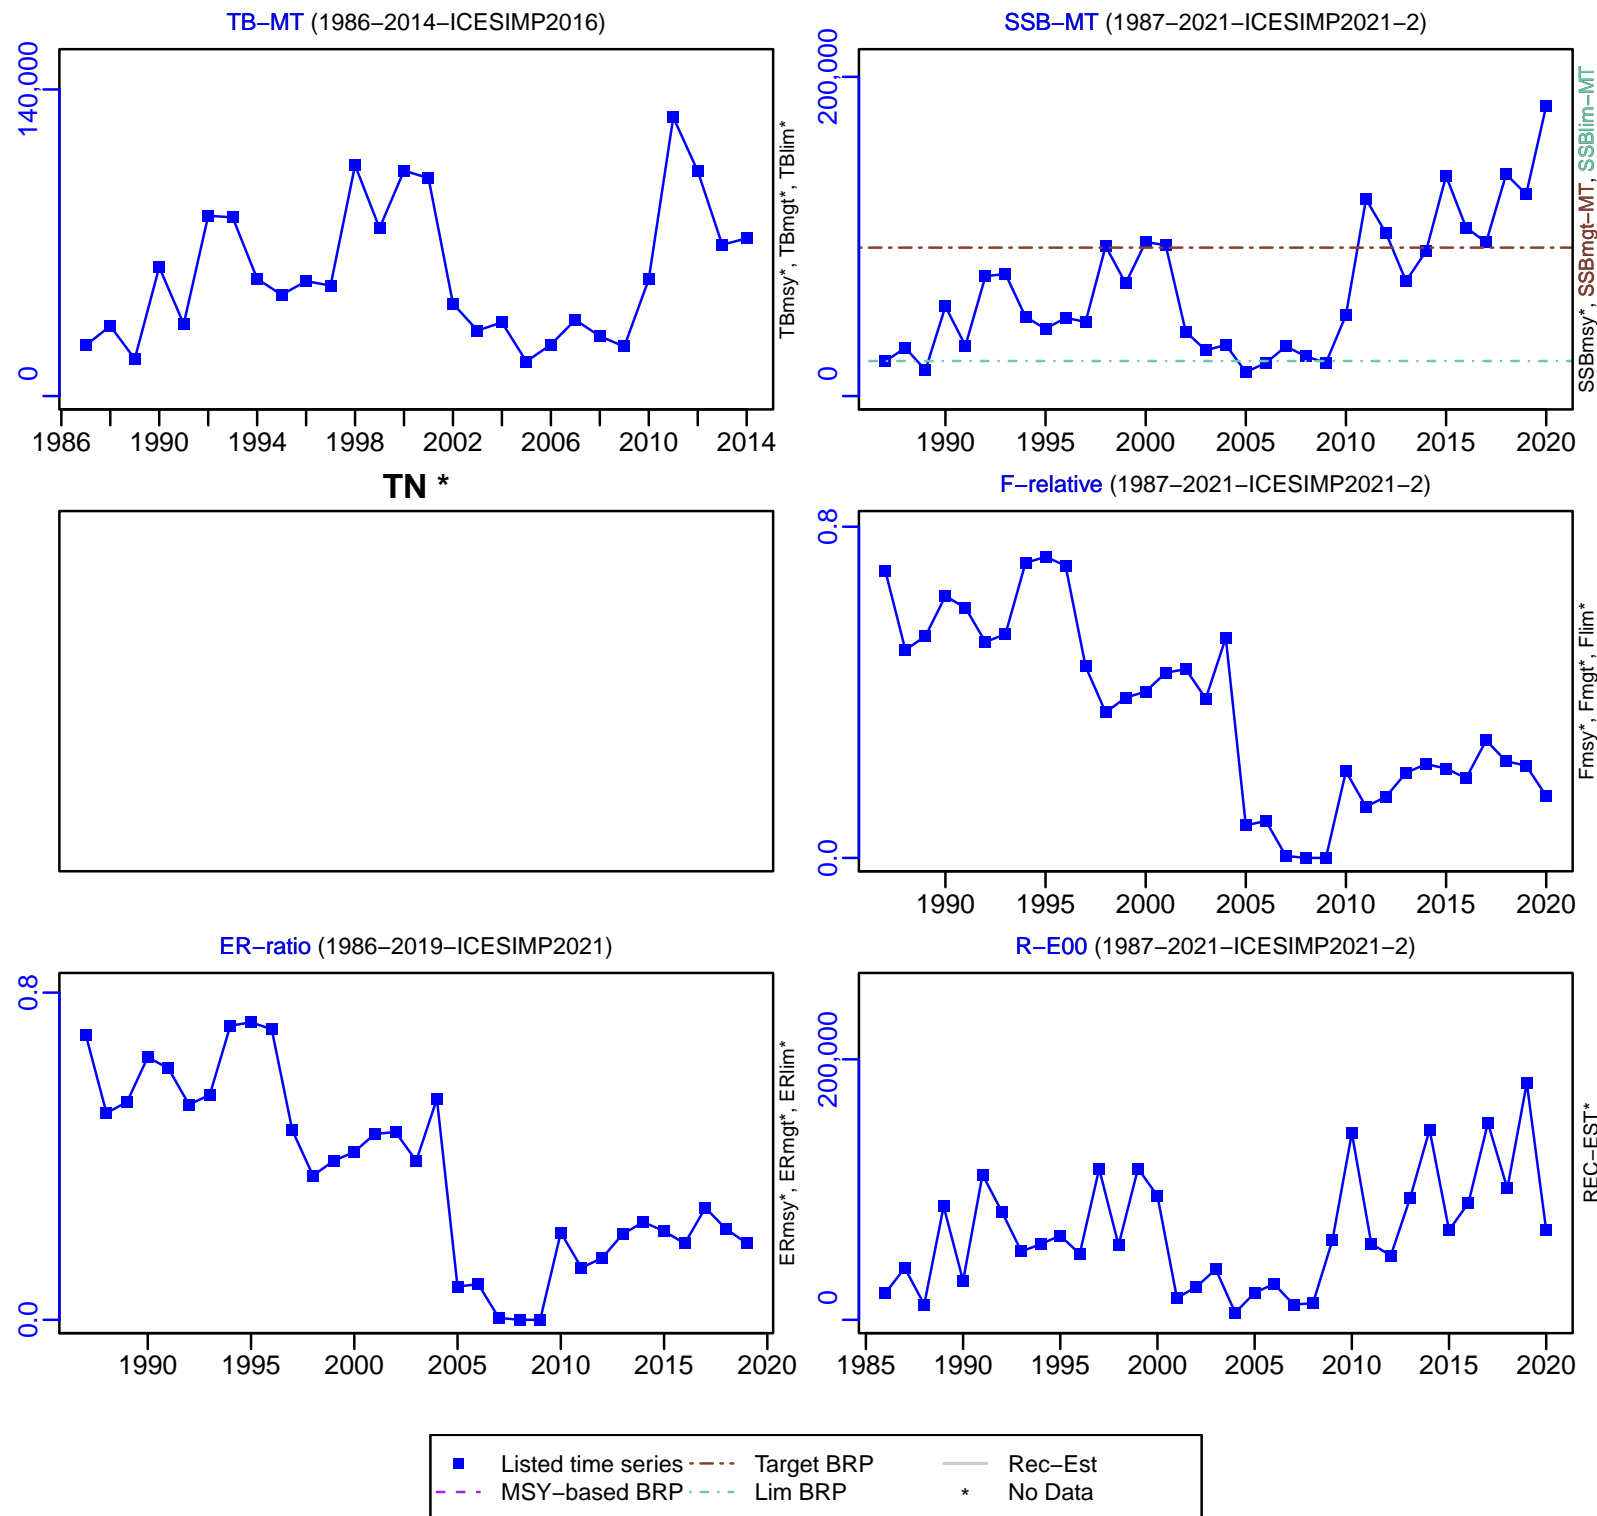 TB−MT (1986−2014−ICESIMP2016)
140,000
0
1986 1990 1994 1998 2002 2006 2010 2014
TBmsy*, TBmgt*, TBlim*
SSB−MT (1987−2021−ICESIMP2021−2)
200,000
0
1990 1995 2000 2005 2010 2015 2020
SSBmsy*, SSBmgt−MT, SSBlim−MT
TN *
F−relative (1987−2021−ICESIMP2021−2)
0.8
0.0
1990 1995 2000 2005 2010 2015 2020
Fmsy*, Fmgt*, Flim*
ER−ratio (1986−2019−ICESIMP2021)
0.8
0.0
1990 1995 2000 2005 2010 2015 2020
ERmsy*, ERmgt*, ERlim*
R−E00 (1987−2021−ICESIMP2021−2)
200,000
0
1985 1990 1995 2000 2005 2010 2015 2020
REC−EST*
Listed time series Target BRP Rec−Est
MSY−based BRP Lim BRP * No Data